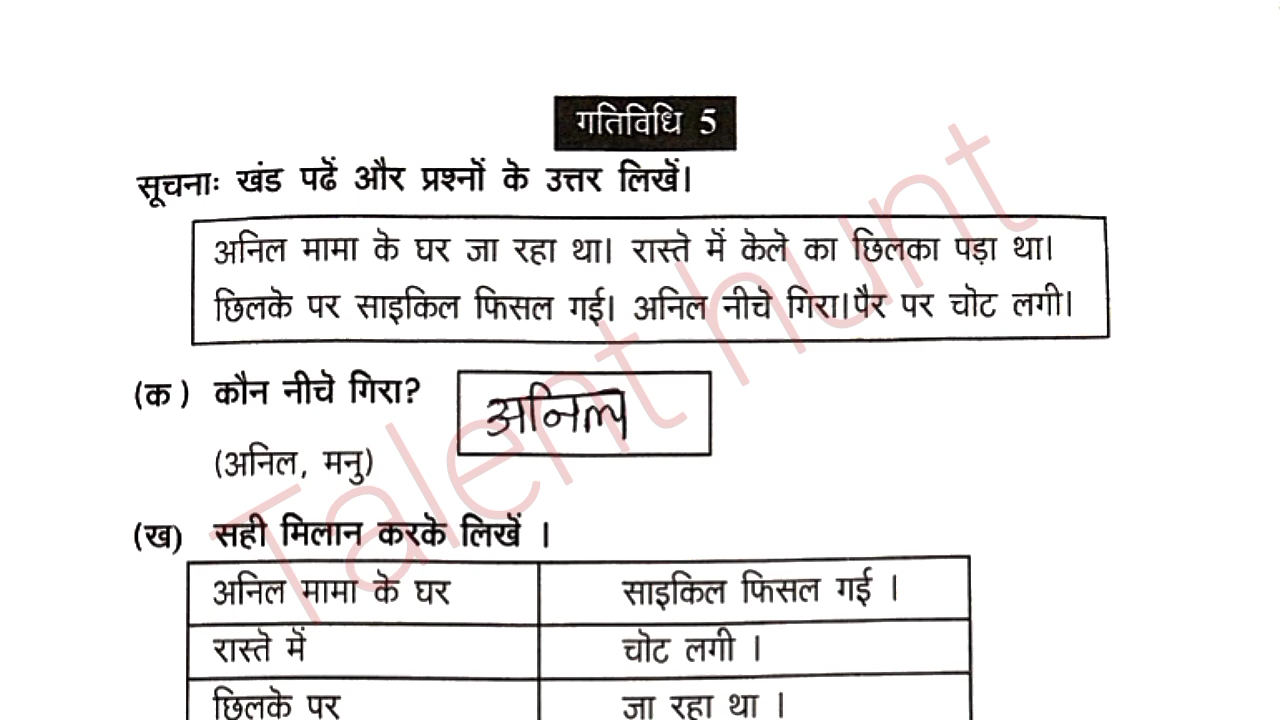 गतिविधि 5
सूचनाः खंड पढें और प्रश्नों के उत्तर लिखें।
अनिल मामा के घर जा रहा था। रास्ते में केले का छिलका पड़ा था।
छिलके पर साइकिल फिसल गई। अनिल नीचे गिरा।पैर पर चोट लगी।
(क) कौन नीचे गिरा? अनिल
(अनिल, मनु)
(ख) सही मिलान करके लिखें ।
अनिल मामा के घर साइकिल फिसल गई ।
रास्ते में चोट लगी ।
छिलके पर जा रहा था ।
Talent hunt